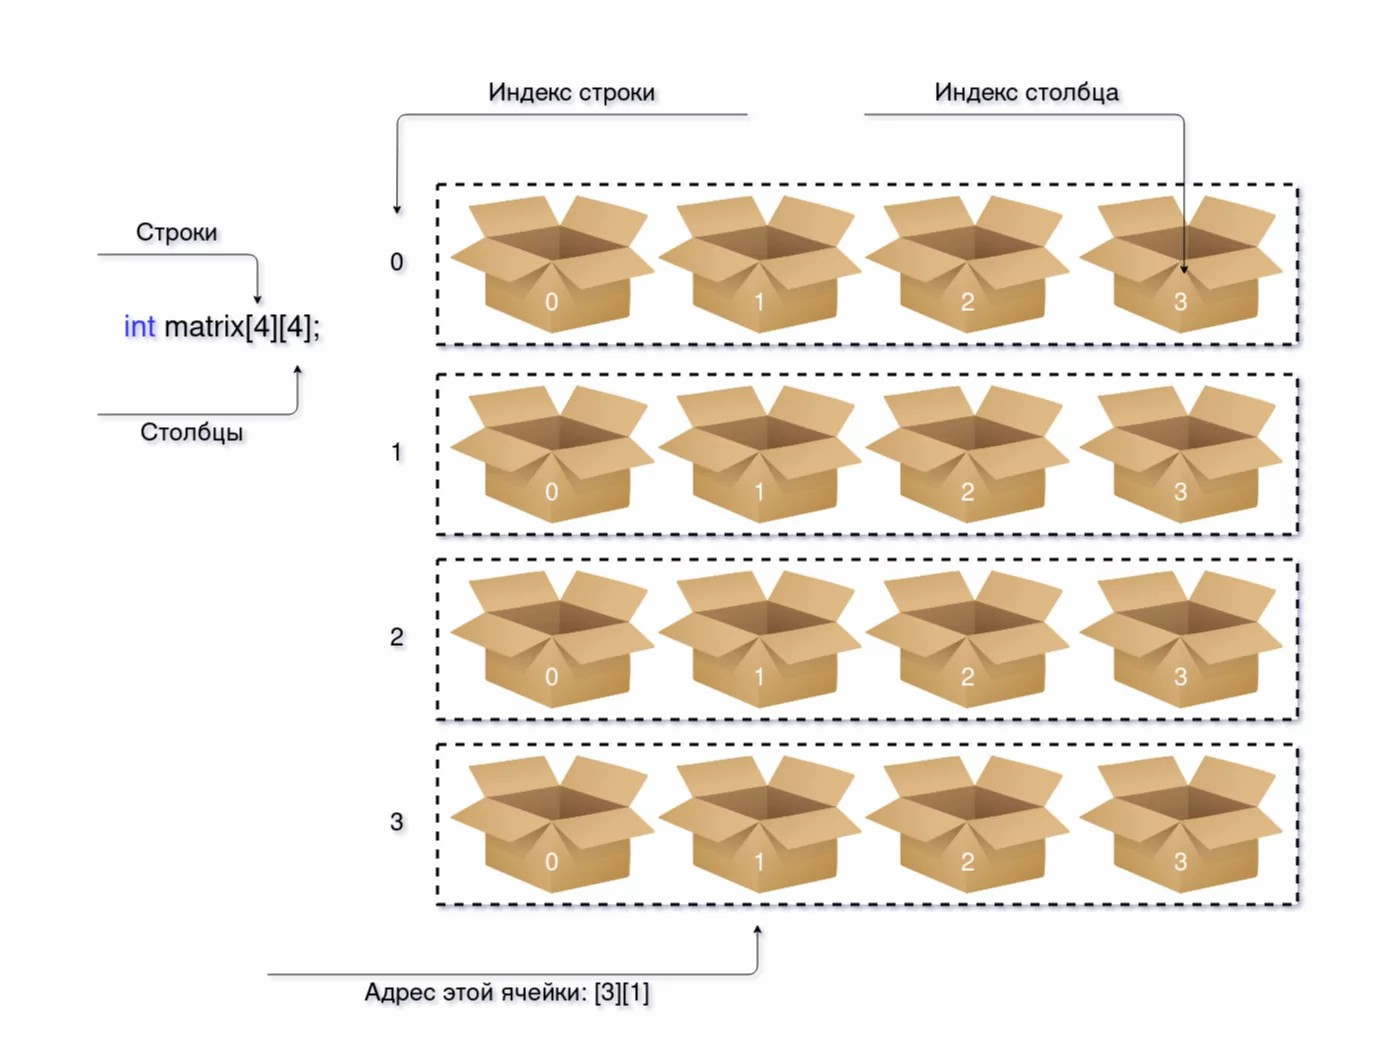 Индекс строки
Индекс столбца
Строки
int matrix[4][4];
Столбцы
0
0 1 2 3
1
0 1 2 3
2
0 1 2 3
3
0 1 2 3
Адрес этой ячейки: [3][1]